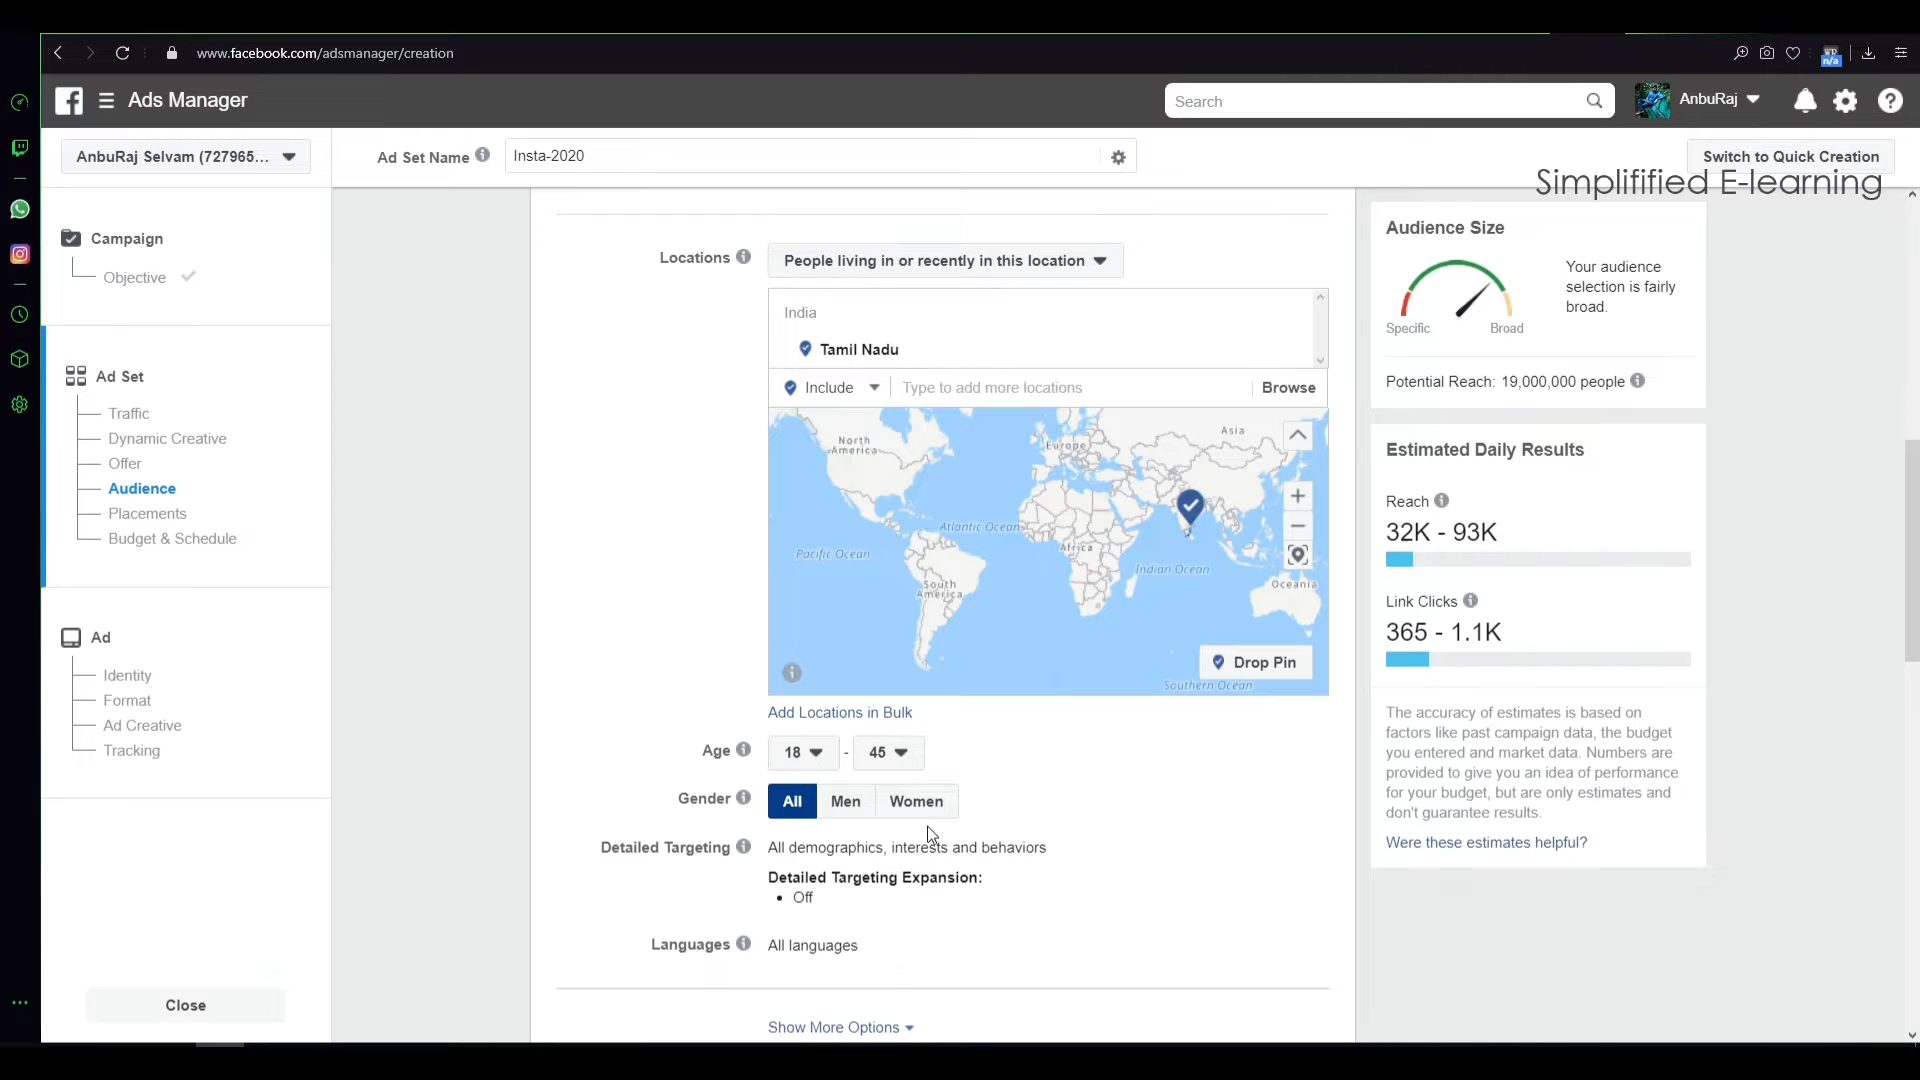 www.facebook.com/adsmanager/creation
WD
n/a
Ads Manager
Search
AnbuRaj
AnbuRaj Selvam (727965...
Ad Set Name
Insta-2020
Switch to Quick Creation
Simplifified E-learning
Campaign
Objective
Ad Set
Traffic
Dynamic Creative
Offer
Audience
Placements
Budget & Schedule
Ad
Identity
Format
Ad Creative
Tracking
Close
Locations
People living in or recently in this location
India
Tamil Nadu
Include
Type to add more locations
Browse
North America
Europe
Asia
Atlantic Ocean
Pacific Ocean
Africa
Indian Ocean
South America
Oceania
Southern Ocean
Drop Pin
Add Locations in Bulk
Age
18 - 45
Gender
All
Men
Women
Detailed Targeting
All demographics, interests and behaviors
Detailed Targeting Expansion:
Off
Languages
All languages
Show More Options
Audience Size
Specific
Broad
Your audience
selection is fairly
broad.
Potential Reach: 19,000,000 people
Estimated Daily Results
Reach
32K - 93K
Link Clicks
365 - 1.1K
The accuracy of estimates is based on
factors like past campaign data, the budget
you entered and market data. Numbers are
provided to give you an idea of performance
for your budget, but are only estimates and
don't guarantee results.
Were these estimates helpful?